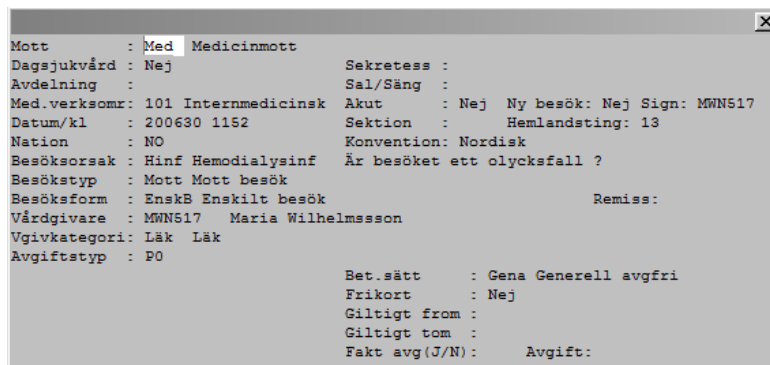 Mott : Med Medicinmott
Dagsjukvård : Nej Sekretess :
Avdelning : Sal/Säng :
Med.verksomr: 101 Internmedicinsk Akut : Nej Ny besök: Nej Sign: MWN517
Datum/kl : 200630 1152 Sektion : Hemlandsting: 13
Nation : NO Konvention: Nordisk
Besöksorsak : Hinf Hemodialysinf Är besöket ett olycksfall ?
Besökstyp : Mott Mott besök
Besöksform : EnskB Enskilt besök Remiss:
Vårdgivare : MWN517 Maria Wilhelmssson
Vgivkategori: Läk Läk
Avgiftstyp : P0
Bet.sätt : Gena Generell avgfri
Frikort : Nej
Giltigt from :
Giltigt tom :
Fakt avg(J/N): Avgift: